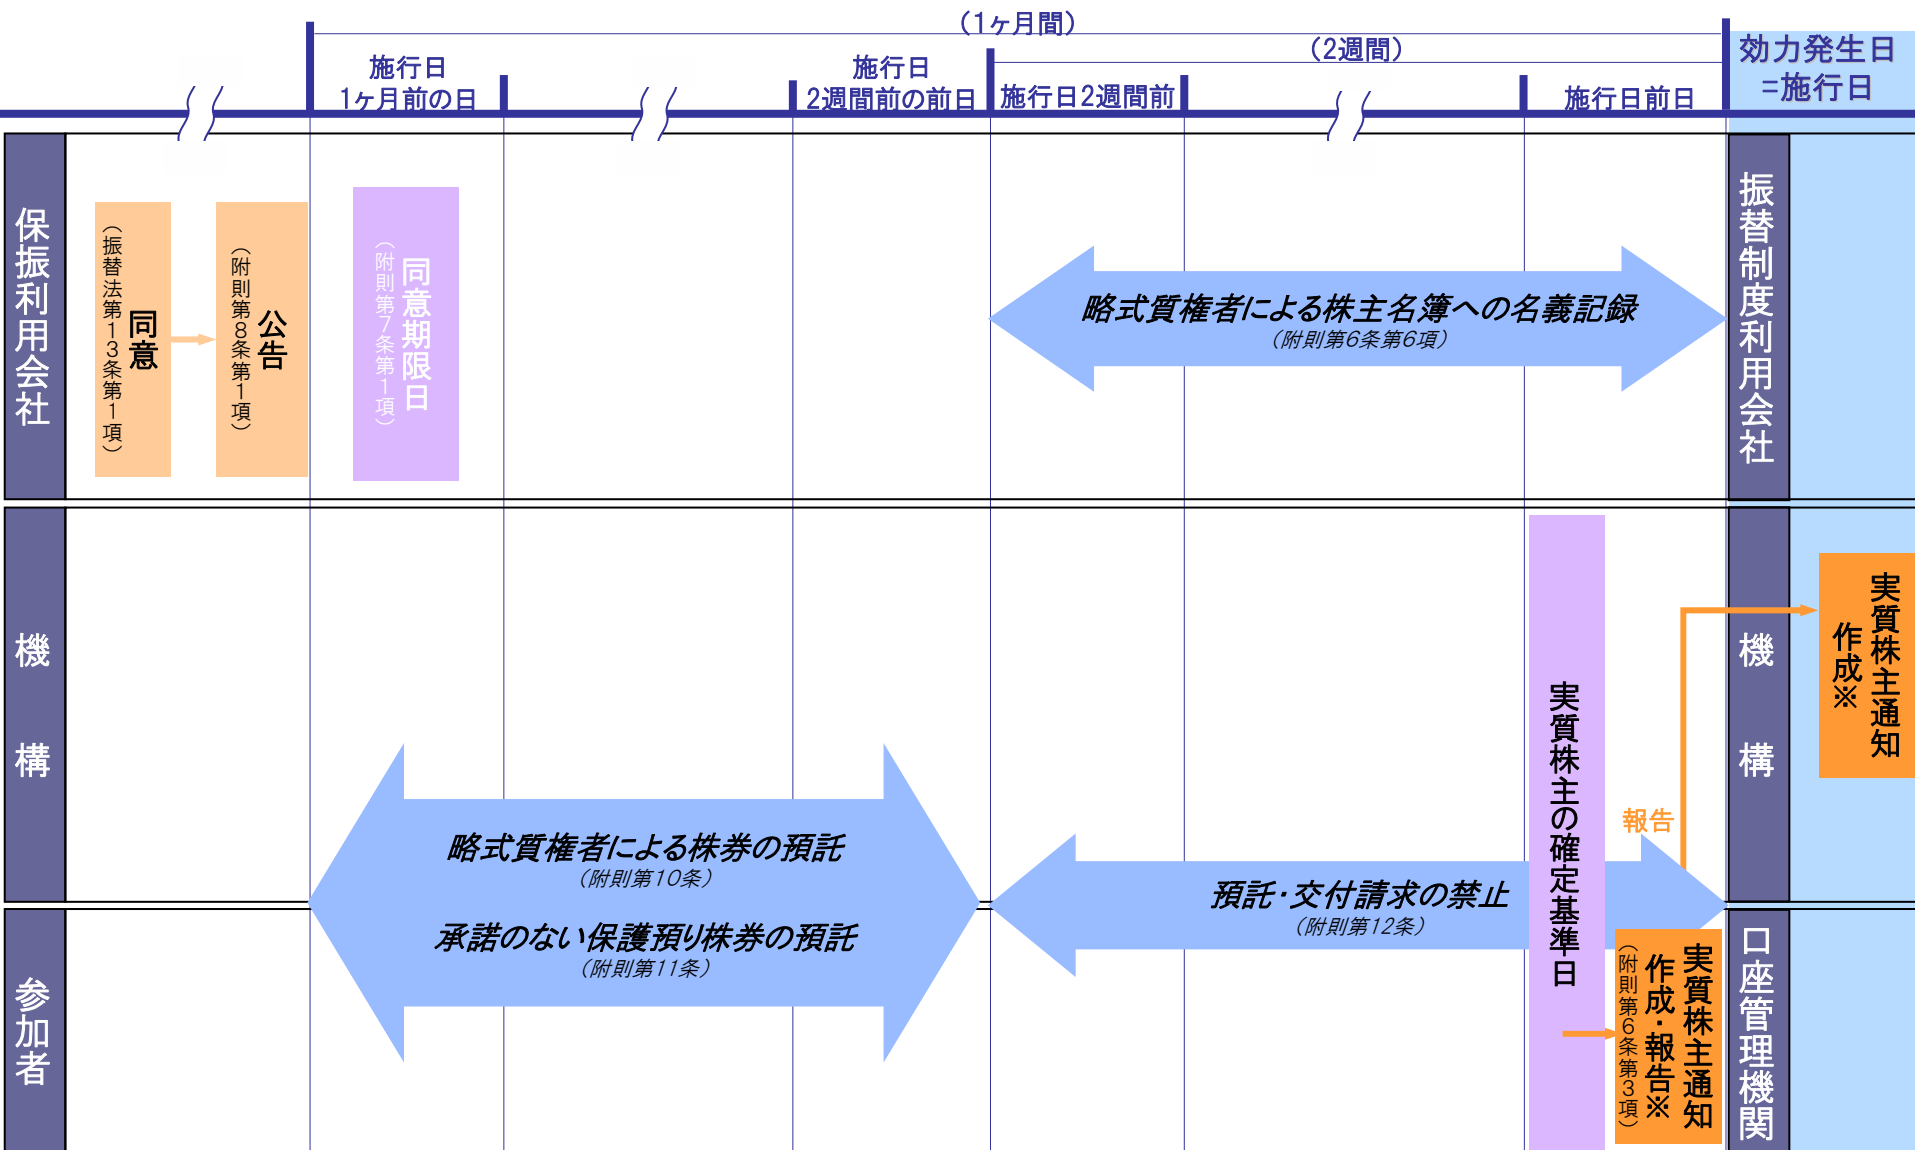 （1ヶ月間）
（2週間）
施行日
1ヶ月前の日
施行日
2週間前の前日
施行日2週間前
施行日前日
効力発生日
=施行日
保振利用会社
同意
（振替法第13条第1項）
公告
（附則第8条第1項）
同意期限日
（附則第7条第1項）
略式質権者による株主名簿への名義記録
（附則第6条第6項）
振替制度利用会社
機構
略式質権者による株券の預託
（附則第10条）
承諾のない保護預り株券の預託
（附則第11条）
預託・交付請求の禁止
（附則第12条）
実質株主の確定基準日
報告
機構
実質株主通知
作成※
参加者
実質株主通知
作成・報告※
（附則第6条第3項）
口座管理機関